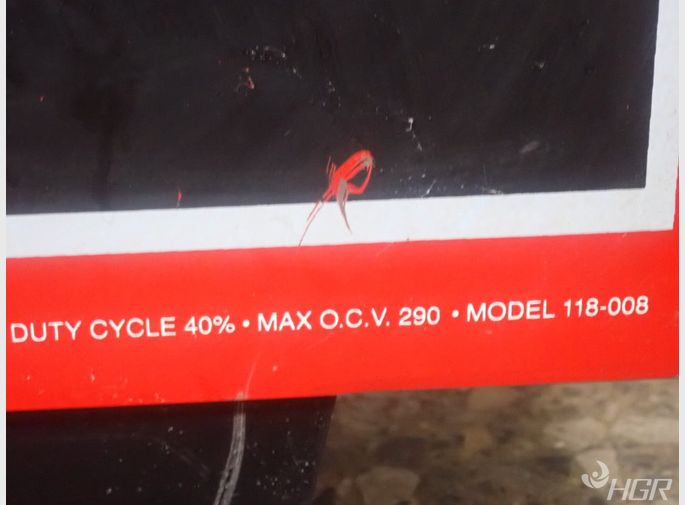 DUTY CYCLE 40% • MAX O.C.V. 290 • MODEL 118-008
HGR